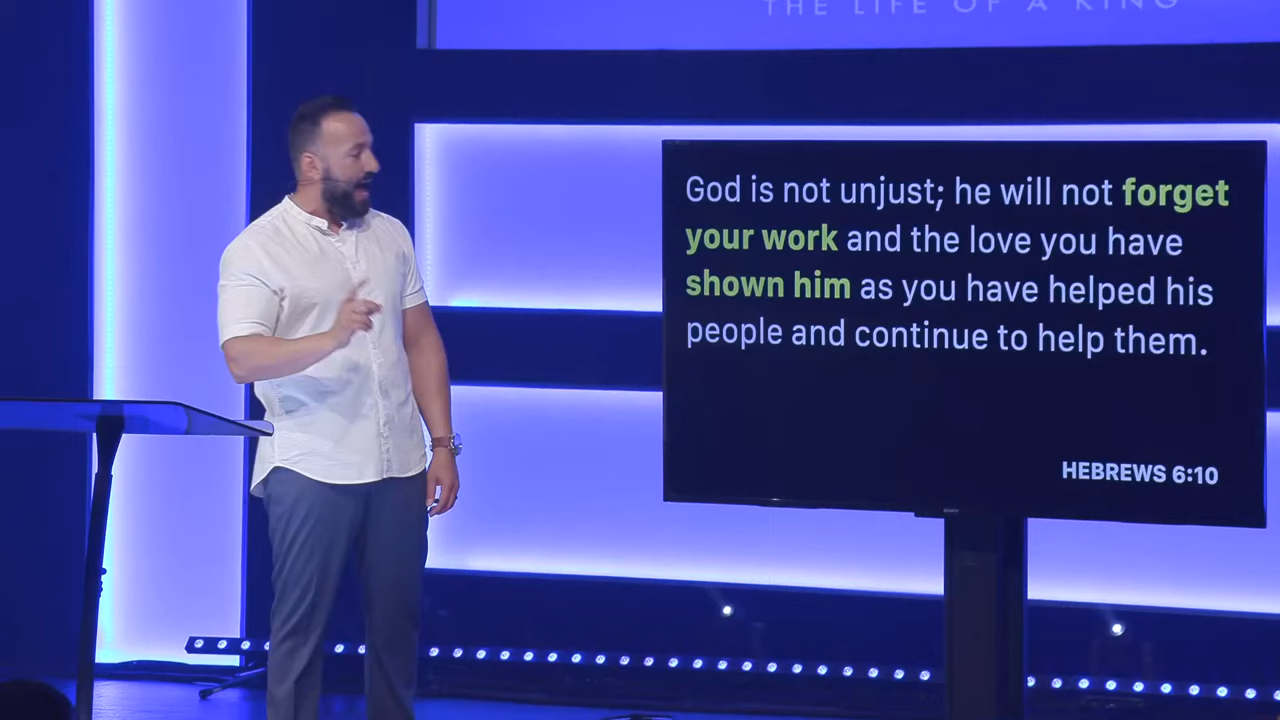 THE LIFE OF A KING
God is not unjust; he will not forget
your work and the love you have
shown him as you have helped his
people and continue to help them.
HEBREWS 6:10
SONY